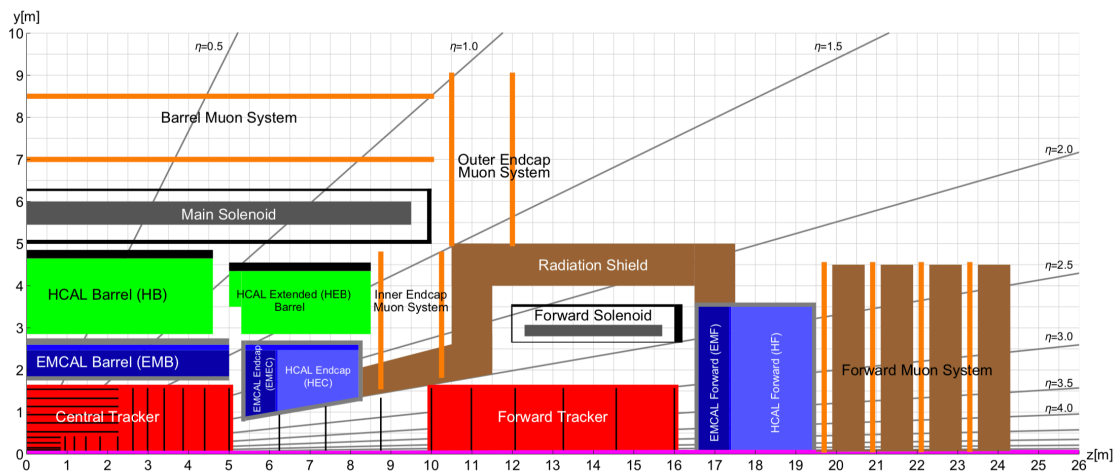 y[m]
10
9
8
7
6
5
4
3
2
1
0
η=0.5
η=1.0
η=1.5
η=2.0
η=2.5
η=3.0
η=3.5
η=4.0
Barrel Muon System
Outer Endcap
Muon System
Main Solenoid
Radiation Shield
HCAL Barrel (HB)
HCAL Extended (HEB)
Barrel
Inner Endcap
Muon System
Forward Solenoid
EMCAL Barrel (EMB)
EMCAL Endcap
(EMEC)
HCAL Endcap
(HEC)
EMCAL Forward (EMF)
HCAL Forward (HF)
Forward Muon System
Central Tracker
Forward Tracker
0 1 2 3 4 5 6 7 8 9 10 11 12 13 14 15 16 17 18 19 20 21 22 23 24 25 26
z[m]